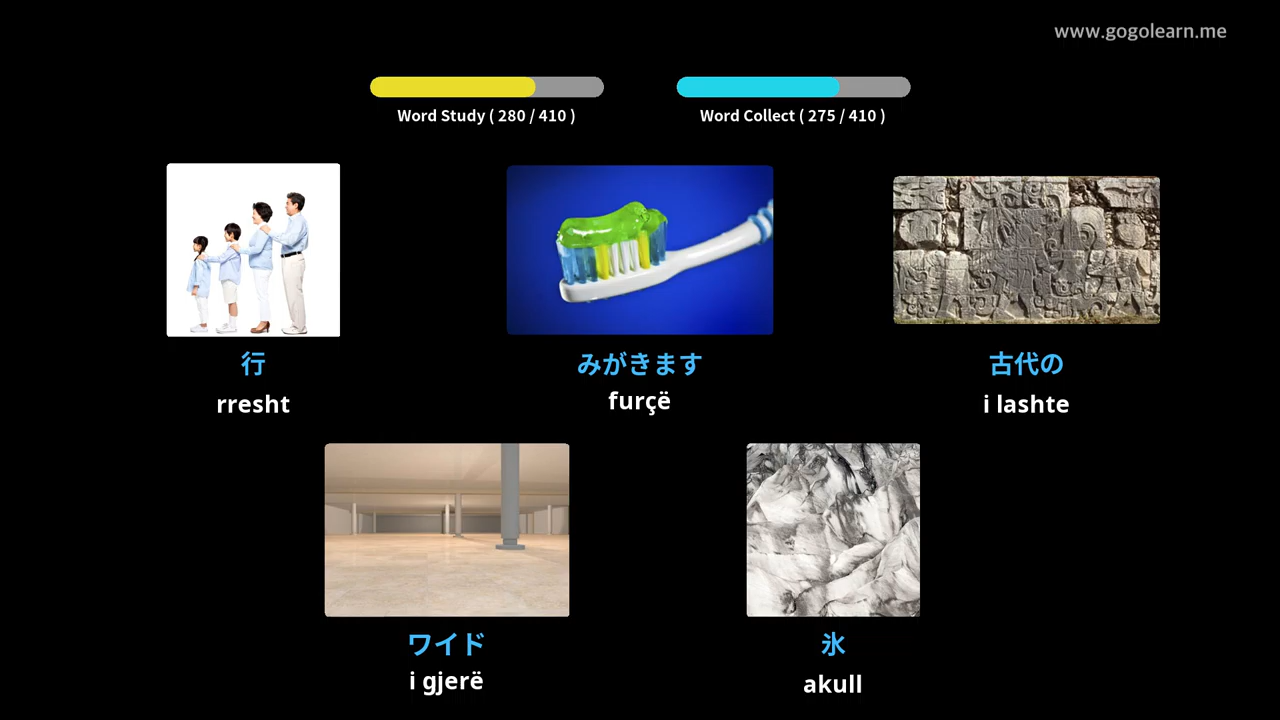 www.gogolearn.me
Word Study ( 280 / 410 )
Word Collect ( 275 / 410 )
行
みがきます
古代の
rresht
furçë
i lashte
ワイド
氷
i gjerë
akull